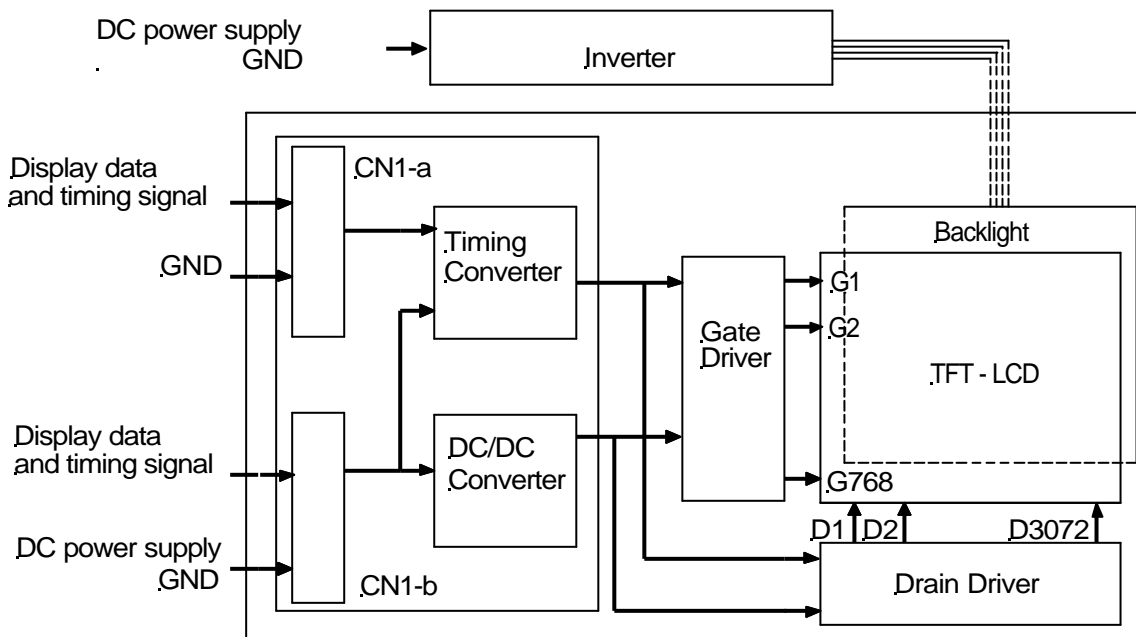 DC power supply
GND
Inverter
Display data
and timing signal
CN1-a
GND
Timing
Converter
Backlight
G1
G2
Gate
Driver
TFT - LCD
Display data
and timing signal
DC/DC
Converter
G768
D1
D2
D3072
DC power supply
GND
CN1-b
Drain Driver